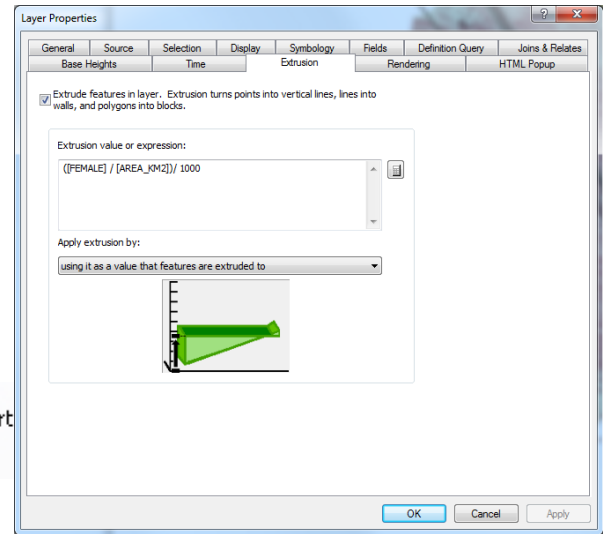 Layer Properties
General Source Selection Display Symbology Fields Definition Query Joins & Relates
Base Heights Time Extrusion Rendering HTML Popup
Extrude features in layer. Extrusion turns points into vertical lines, lines into
walls, and polygons into blocks.
Extrusion value or expression:
([FEMALE] / [AREA_KM2])/ 1000
Apply extrusion by:
using it as a value that features are extruded to
rt
OK Cancel Apply